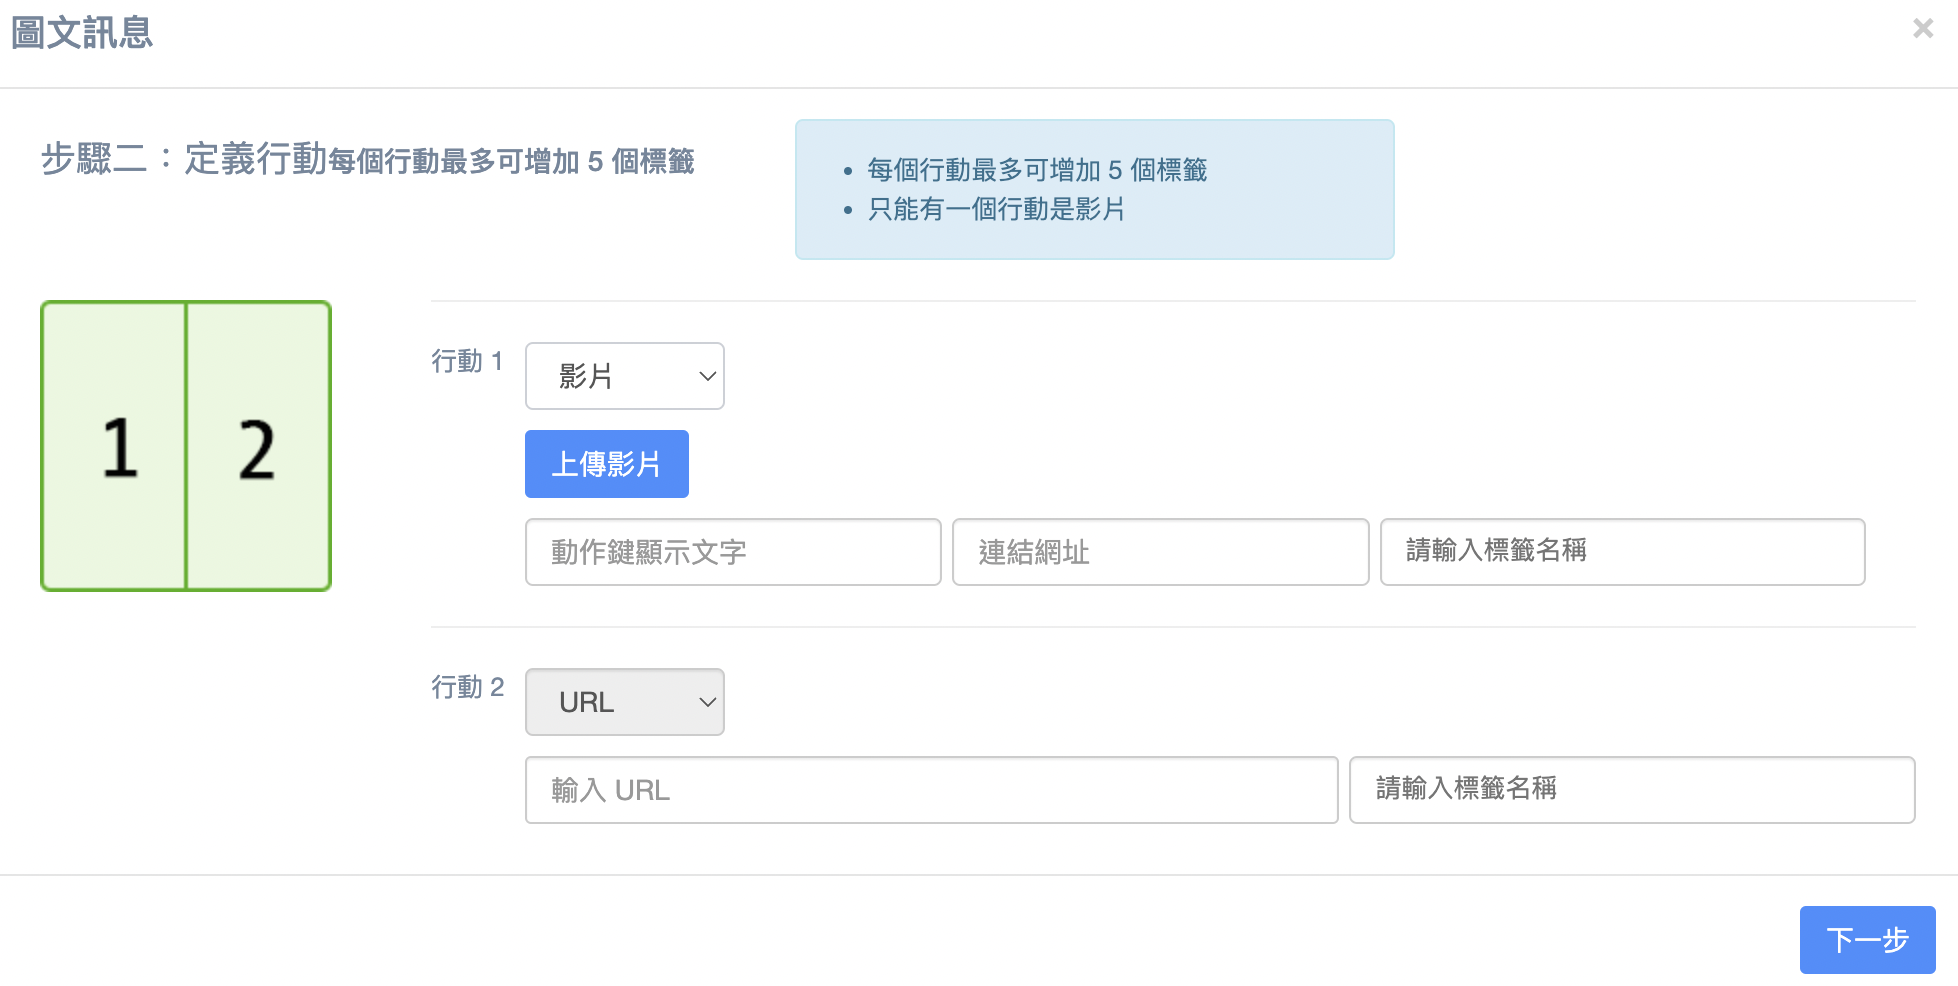 圖文訊息
×
步驟二：定義行動每個行動最多可增加 5 個標籤
• 每個行動最多可增加 5 個標籤
• 只能有一個行動是影片
1 2
行動 1
影片
上傳影片
動作鍵顯示文字 連結網址 請輸入標籤名稱
行動 2
URL
輸入 URL 請輸入標籤名稱
下一步